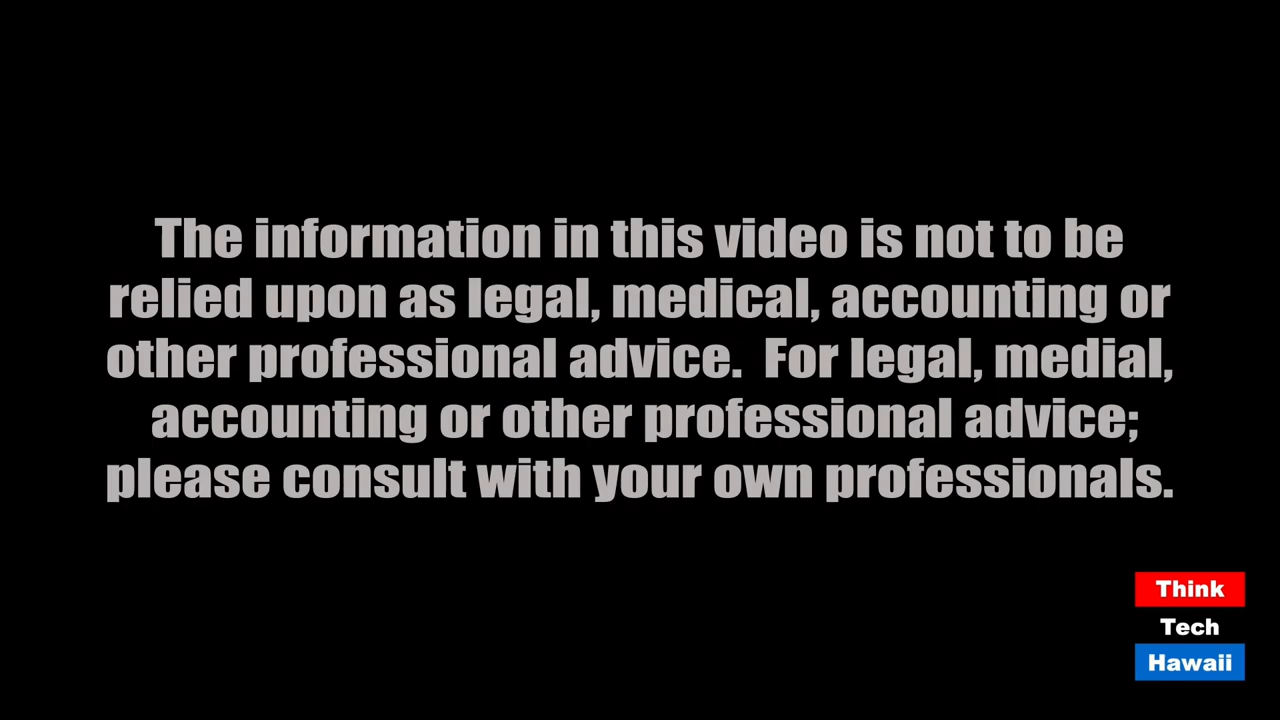 The information in this video is not to be
relied upon as legal, medical, accounting or
other professional advice.  For legal, medial,
accounting or other professional advice;
please consult with your own professionals.
Think
Tech
Hawaii